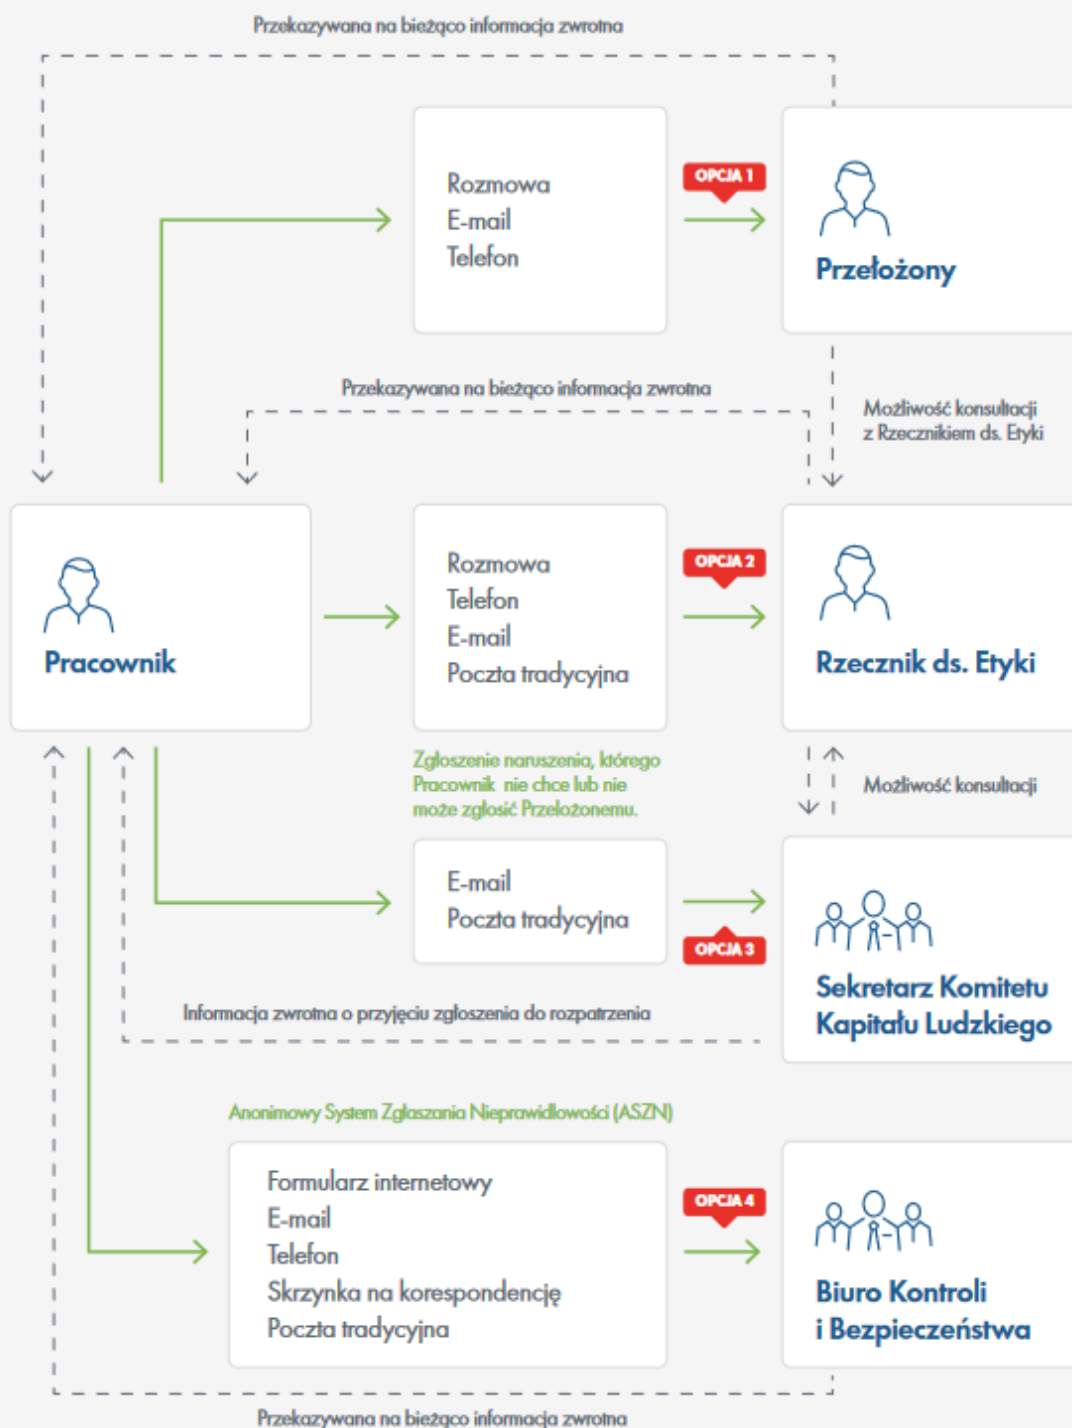 Przekazywana na bieżąco informacja zwrotna
Rozmowa
E-mail
Telefon
OPCJA 1
Przełożony
Przekazywana na bieżąco informacja zwrotna
Możliwość konsultacji
z Rzecznikiem ds. Etyki
Pracownik
Rozmowa
Telefon
E-mail
Poczta tradycyjna
OPCJA 2
Rzecznik ds. Etyki
Zgłoszenie naruszenia, którego
Pracownik nie chce lub nie
może zgłosić Przełożonemu.
Możliwość konsultacji
E-mail
Poczta tradycyjna
OPCJA 3
Sekretarz Komitetu
Kapitału Ludzkiego
Informacja zwrotna o przyjęciu zgłoszenia do rozpatrzenia
Anonimowy System Zgłaszania Nieprawidłowości (ASZN)
Formularz internetowy
E-mail
Telefon
Skrzynka na korespondencję
Poczta tradycyjna
OPCJA 4
Biuro Kontroli
i Bezpieczeństwa
Przekazywana na bieżąco informacja zwrotna